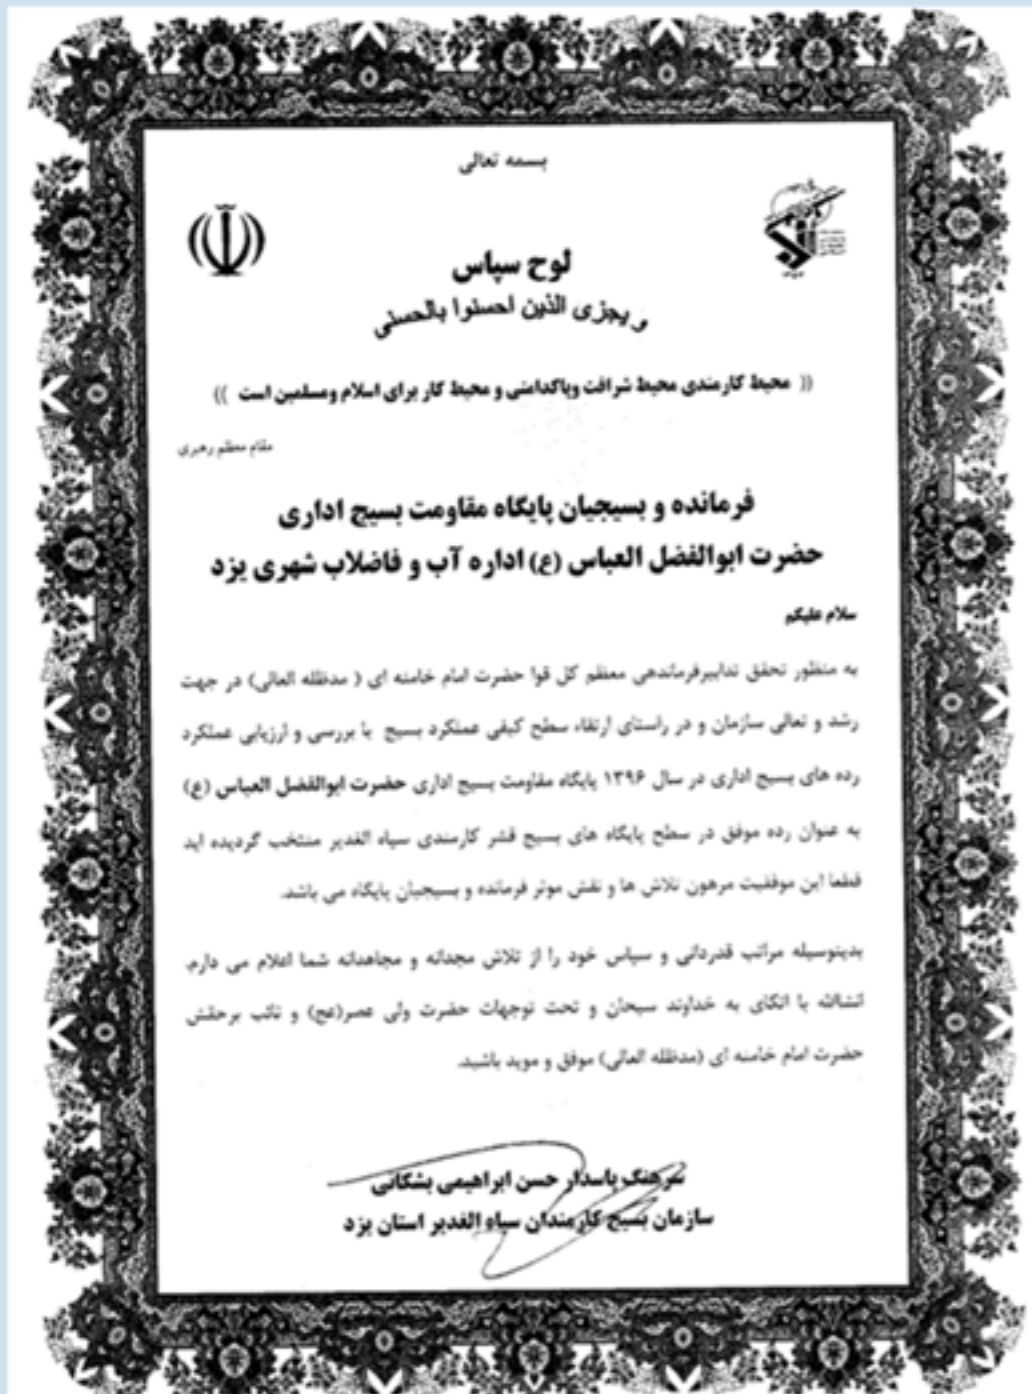 بسمه تعالی
لوح سپاس
و یجزی الذین احسنوا بالحسنی
(( محیط کارمندی محیط شرافت وپاکدامنی و محیط کار برای اسلام ومسلمین است ))
مقام معظم رهبری
فرمانده و بسیجیان پایگاه مقاومت بسیج اداری
حضرت ابوالفضل العباس (ع) اداره آب و فاضلاب شهری یزد
سلام علیکم
به منظور تحقق تدابیرفرماندهی معظم کل قوا حضرت امام خامنه ای ( مدظله العالی) در جهت
رشد و تعالی سازمان و در راستای ارتقاء سطح کیفی عملکرد بسیج با بررسی و ارزیابی عملکرد
رده های بسیج اداری در سال ۱۳۹۶ پایگاه مقاومت بسیج اداری حضرت ابوالفضل العباس (ع)
به عنوان رده موفق در سطح پایگاه های بسیج قشر کارمندی سپاه الغدیر منتخب گردیده اید
قطعا این موفقیت مرهون تلاش ها و نقش موثر فرمانده و بسیجیان پایگاه می باشد.
بدینوسیله مراتب قدردانی و سپاس خود را از تلاش مجدانه و مجاهدانه شما اعلام می دارم.
انشالله با اتکای به خداوند سبحان و تحت توجهات حضرت ولی عصر(عج) و نائب برحقش
حضرت امام خامنه ای (مدظله العالی) موفق و موید باشید.
سرهنگ پاسدار حسن ابراهیمی بشکانی
سازمان بسیج کارمندان سپاه الغدیر استان یزد